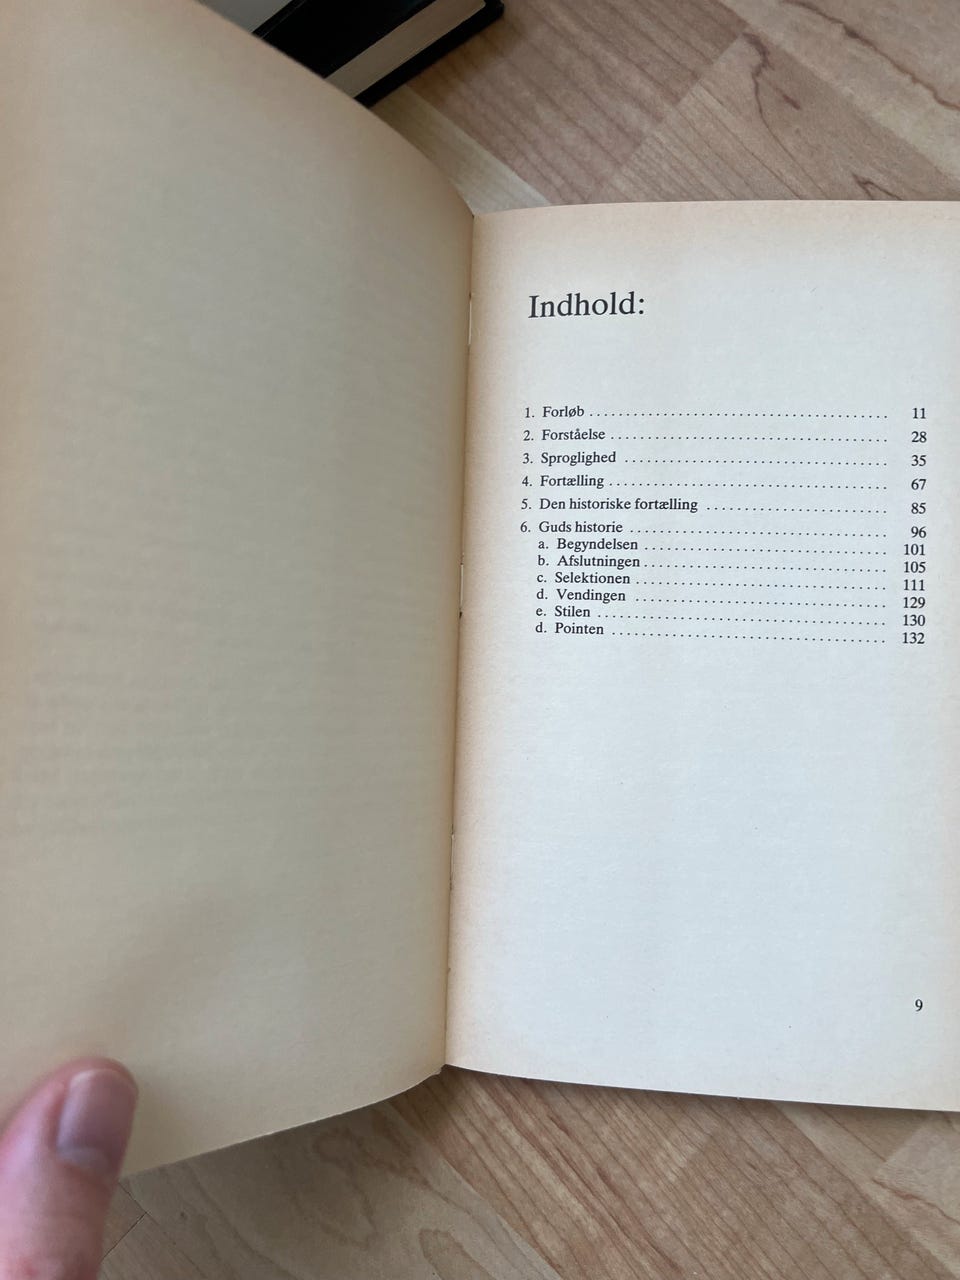 Indhold:
1. Forløb ........................................ 11
2. Forståelse ..................................... 28
3. Sproglighed ................................... 35
4. Fortælling ..................................... 67
5. Den historiske fortælling ........................ 85
6. Guds historie .................................. 96
a. Begyndelsen ................................. 101
b. Afslutningen ................................. 105
c. Selektionen .................................. 111
d. Vendingen .................................. 129
e. Stilen ....................................... 130
d. Pointen ..................................... 132
9